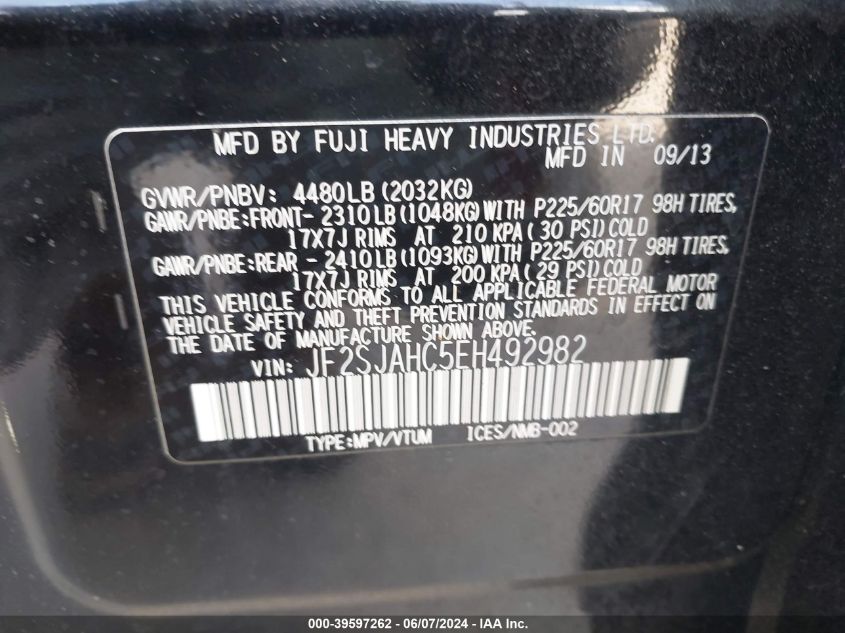 MFD BY FUJI HEAVY INDUSTRIES LTD.
MFD IN 09/13
GVWR/PNBV: 4480LB (2032KG)
GAWR/PNBE:FRONT- 2310LB (1048KG) WITH P225/60R17 98H TIRES,
17X7J RIMS AT 210 KPA (30 PSI) COLD
GAWR/PNBE:REAR - 2410LB (1093KG) WITH P225/60R17 98H TIRES,
17X7J RIMS AT 200 KPA (29 PSI) COLD
THIS VEHICLE CONFORMS TO ALL APPLICABLE FEDERAL MOTOR
VEHICLE SAFETY AND THEFT PREVENTION STANDARDS IN EFFECT ON
THE DATE OF MANUFACTURE SHOWN ABOVE.
VIN: JF2SJAHC5EH492982
TYPE:MPV/VTUM ICES/NMB-002
000-39597262 - 06/07/2024 - IAA Inc.